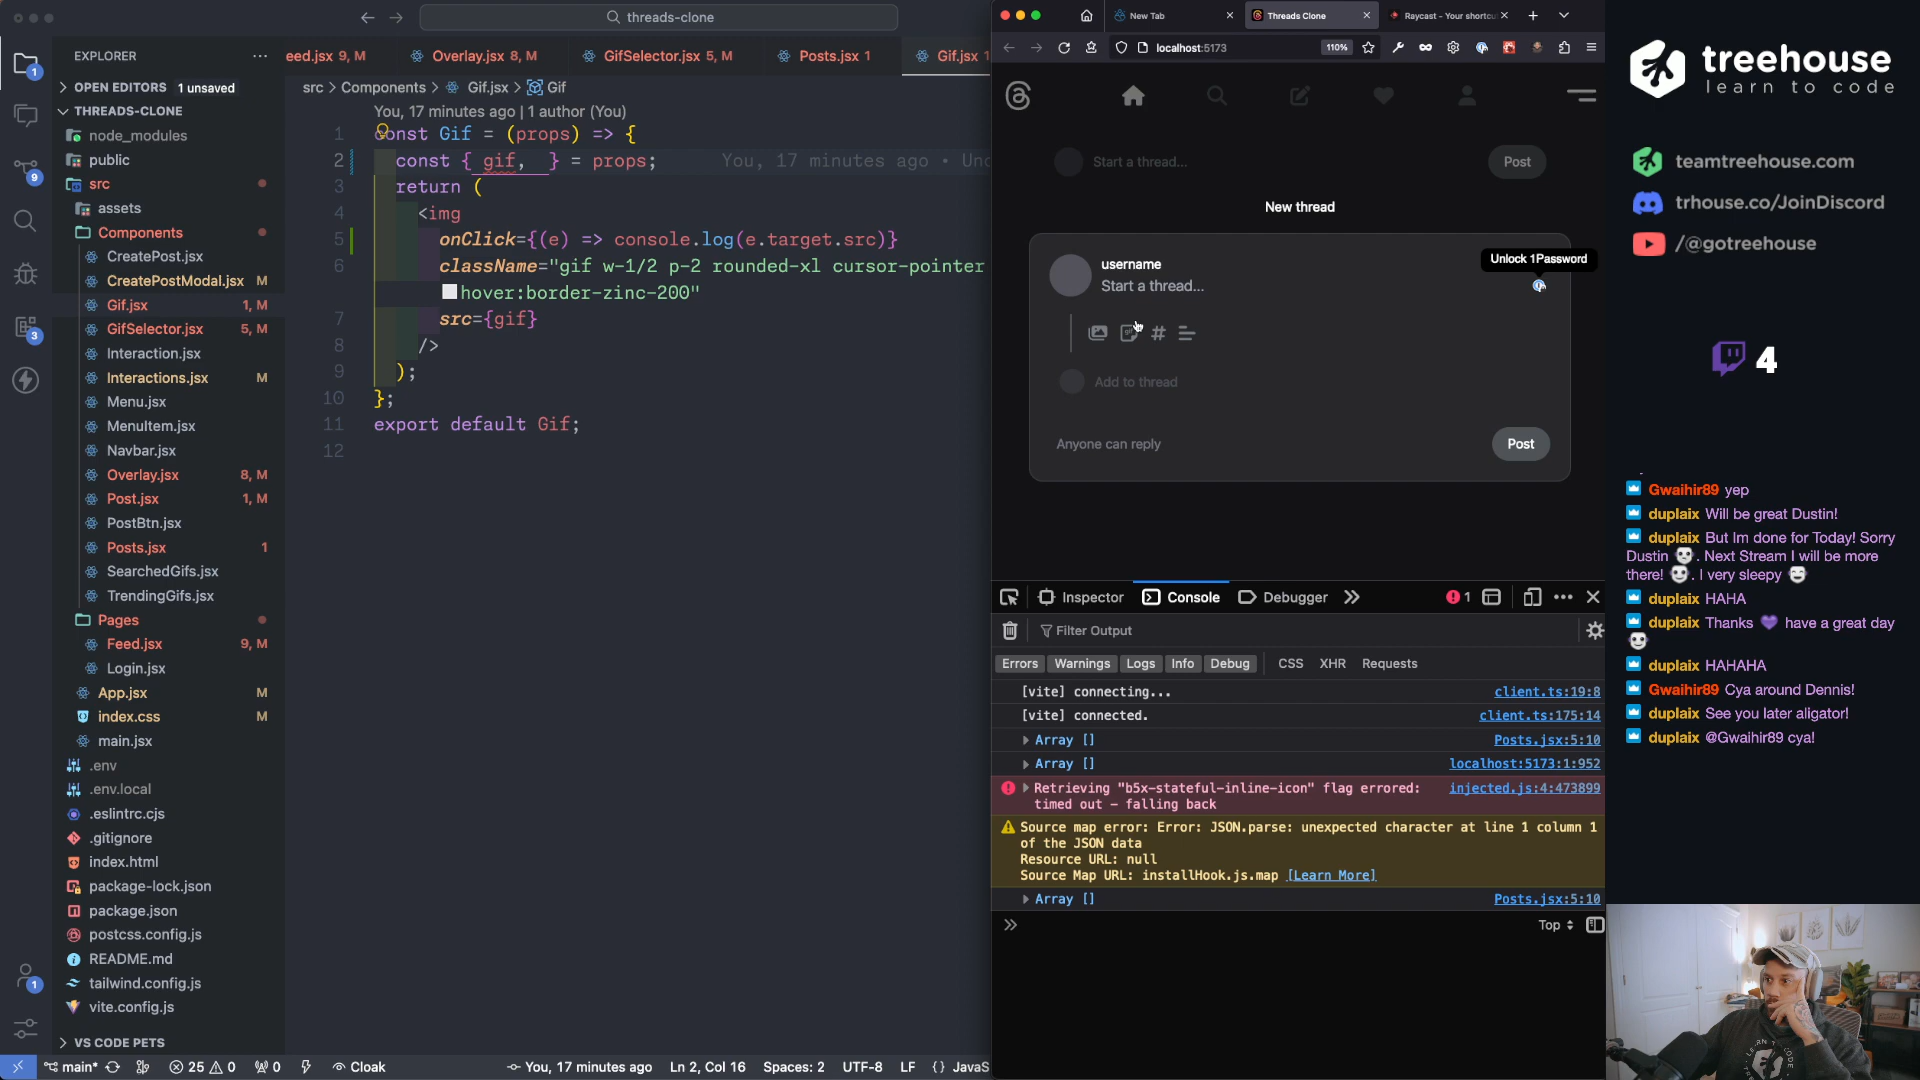 threads-clone
EXPLORER
eed.jsx 9, M
Overlay.jsx 8, M
GifSelector.jsx 5, M
Posts.jsx 1
Gif.jsx 1
OPEN EDITORS 1 unsaved
src > Components > Gif.jsx > Gif
THREADS-CLONE
You, 17 minutes ago | 1 author (You)
node_modules
public
src
assets
Components
CreatePost.jsx
CreatePostModal.jsx M
Gif.jsx 1, M
GifSelector.jsx 5, M
Interaction.jsx
Interactions.jsx M
Menu.jsx
MenuItem.jsx
Navbar.jsx
Overlay.jsx 8, M
Post.jsx 1, M
PostBtn.jsx
Posts.jsx 1
SearchedGifs.jsx
TrendingGifs.jsx
Pages
Feed.jsx 9, M
Login.jsx
App.jsx M
index.css M
main.jsx
.env
.env.local
.eslintrc.cjs
.gitignore
index.html
package-lock.json
package.json
postcss.config.js
README.md
tailwind.config.js
vite.config.js
VS CODE PETS
1
9
3
1
1 const Gif = (props) => {
2 const { gif,  } = props; You, 17 minutes ago • Unc
3 return (
4 <img
5 onClick={(e) => console.log(e.target.src)}
6 className="gif w-1/2 p-2 rounded-xl cursor-pointer
hover:border-zinc-200"
7 src={gif}
8 />
9 );
10 };
11 export default Gif;
12
main* 25 0 0 Cloak You, 17 minutes ago Ln 2, Col 16 Spaces: 2 UTF-8 LF {} JavaS
New Tab
Threads Clone
Raycast - Your shortcu
localhost:5173
110%
Start a thread...
Post
New thread
Unlock 1Password
username
Start a thread...
GIF
#
Add to thread
Anyone can reply
Post
Inspector Console Debugger 1
Filter Output
Errors Warnings Logs Info Debug CSS XHR Requests
[vite] connecting... client.ts:19:8
[vite] connected. client.ts:175:14
Array [] Posts.jsx:5:10
Array [] localhost:5173:1:952
Retrieving "b5x-stateful-inline-icon" flag errored: injected.js:4:473899
timed out – falling back
Source map error: Error: JSON.parse: unexpected character at line 1 column 1
of the JSON data
Resource URL: null
Source Map URL: installHook.js.map [Learn More]
Array [] Posts.jsx:5:10
Top
treehouse
learn to code
teamtreehouse.com
trhouse.co/JoinDiscord
/@gotreehouse
4
Gwaihir89 yep
duplaix Will be great Dustin!
duplaix But Im done for Today! Sorry
Dustin . Next Stream I will be more
there! . I very sleepy
duplaix HAHA
duplaix Thanks have a great day
duplaix HAHAHA
Gwaihir89 Cya around Dennis!
duplaix See you later aligator!
duplaix @Gwaihir89 cya!